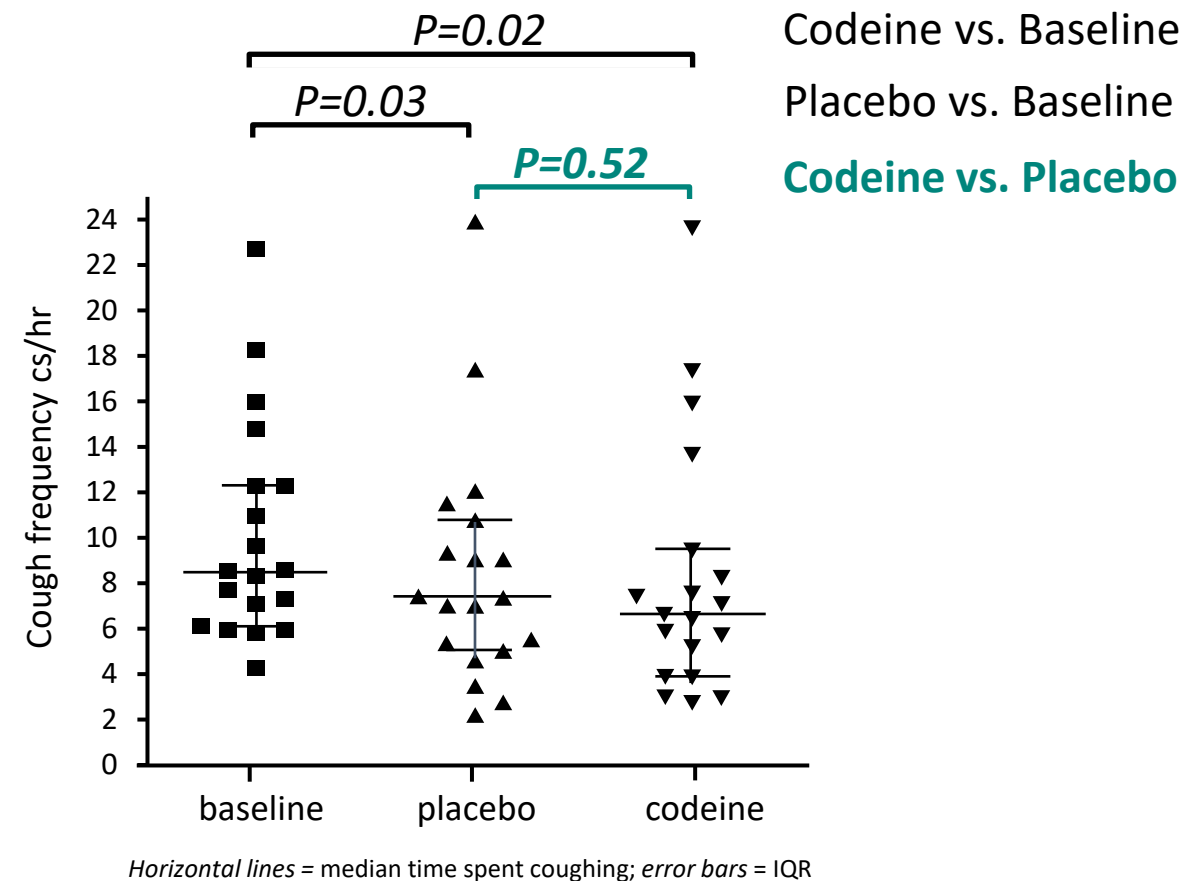 P=0.02
Codeine vs. Baseline
P=0.03
Placebo vs. Baseline
P=0.52
Codeine vs. Placebo
Cough frequency cs/hr
24
22
20
18
16
14
12
10
8
6
4
2
0
baseline placebo codeine
Horizontal lines = median time spent coughing; error bars = IQR